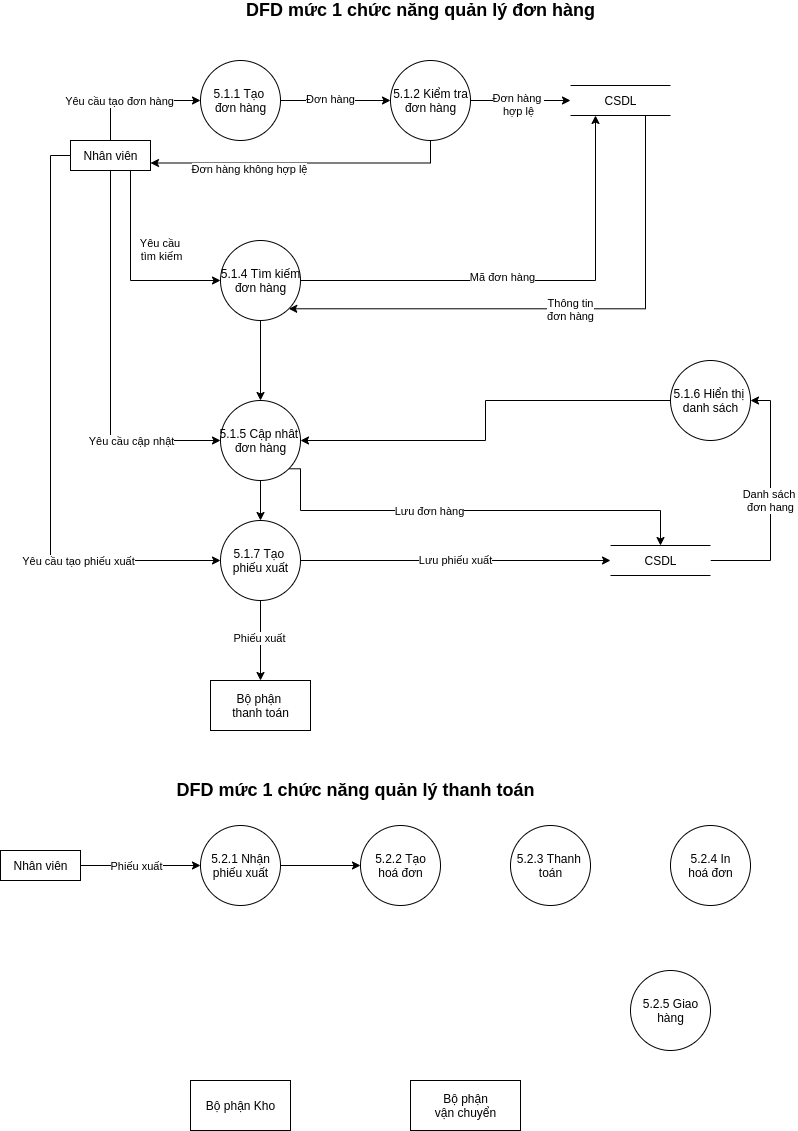 DFD mức 1 chức năng quản lý đơn hàng
5.1.1 Tạo
đơn hàng
5.1.2 Kiểm tra
đơn hàng
Yêu cầu tạo đơn hàng
Đơn hàng
Đơn hàng
hợp lệ
CSDL
Nhân viên
Đơn hàng không hợp lệ
Yêu cầu
tìm kiếm
5.1.4 Tìm kiếm
đơn hàng
Mã đơn hàng
Thông tin
đơn hàng
5.1.6 Hiển thị
danh sách
5.1.5 Cập nhât
đơn hàng
Yêu cầu cập nhật
Danh sách
đơn hang
Lưu đơn hàng
5.1.7 Tạo
phiếu xuất
Yêu cầu tạo phiếu xuất
Lưu phiếu xuất
CSDL
Phiếu xuất
Bộ phận
thanh toán
DFD mức 1 chức năng quản lý thanh toán
Nhân viên
Phiếu xuất
5.2.1 Nhận
phiếu xuất
5.2.2 Tạo
hoá đơn
5.2.3 Thanh
toán
5.2.4 In
hoá đơn
5.2.5 Giao
hàng
Bộ phận Kho
Bộ phận
vận chuyển